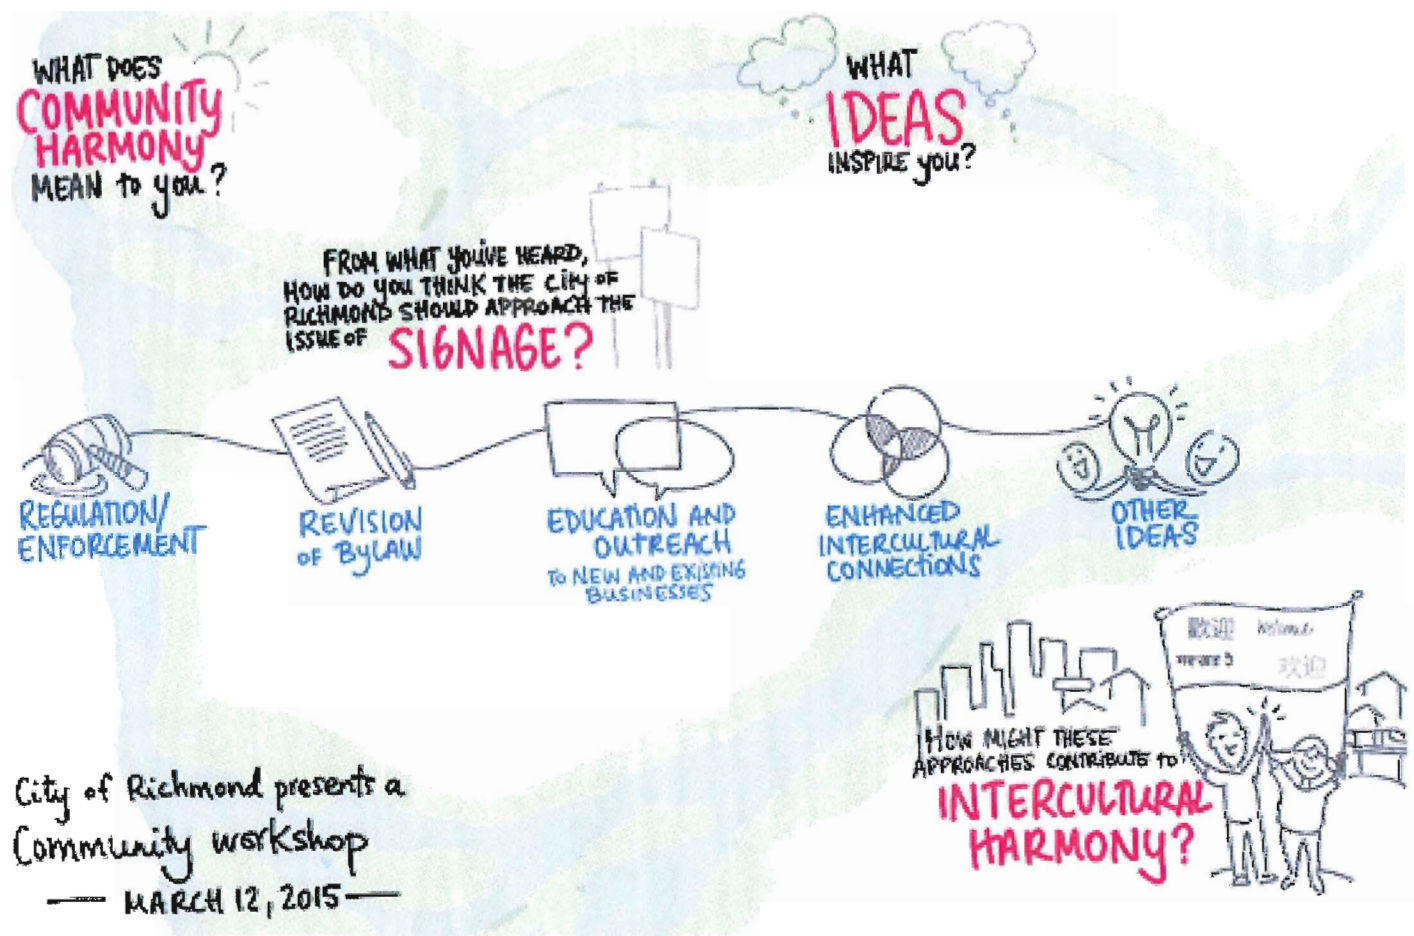 WHAT DOES
COMMUNITY
HARMONY
MEAN to you?
WHAT
IDEAS
INSPIRE you?
FROM WHAT YOU'VE HEARD,
HOW DO YOU THINK THE CITY OF
RICHMOND SHOULD APPROACH THE
ISSUE OF SIGNAGE?
REGULATION/
ENFORCEMENT
REVISION
OF BYLAW
EDUCATION AND
OUTREACH
TO NEW AND EXISTING
BUSINESSES
ENHANCED
INTERCULTURAL
CONNECTIONS
OTHER
IDEAS
歡迎 Welcome
欢迎
HOW MIGHT THESE
APPROACHES CONTRIBUTE TO
INTERCULTURAL
HARMONY?
City of Richmond presents a
Community workshop
— MARCH 12, 2015 —